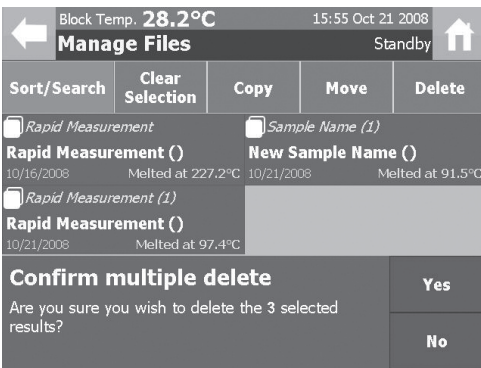 Block Temp. 28.2°C 15:55 Oct 21 2008
Manage Files Standby
Sort/Search Clear Selection Copy Move Delete
Rapid Measurement
Rapid Measurement ()
10/16/2008 Melted at 227.2°C
Sample Name (1)
New Sample Name ()
10/21/2008 Melted at 91.5°C
Rapid Measurement (1)
Rapid Measurement ()
10/21/2008 Melted at 97.4°C
Confirm multiple delete
Are you sure you wish to delete the 3 selected
results?
Yes
No